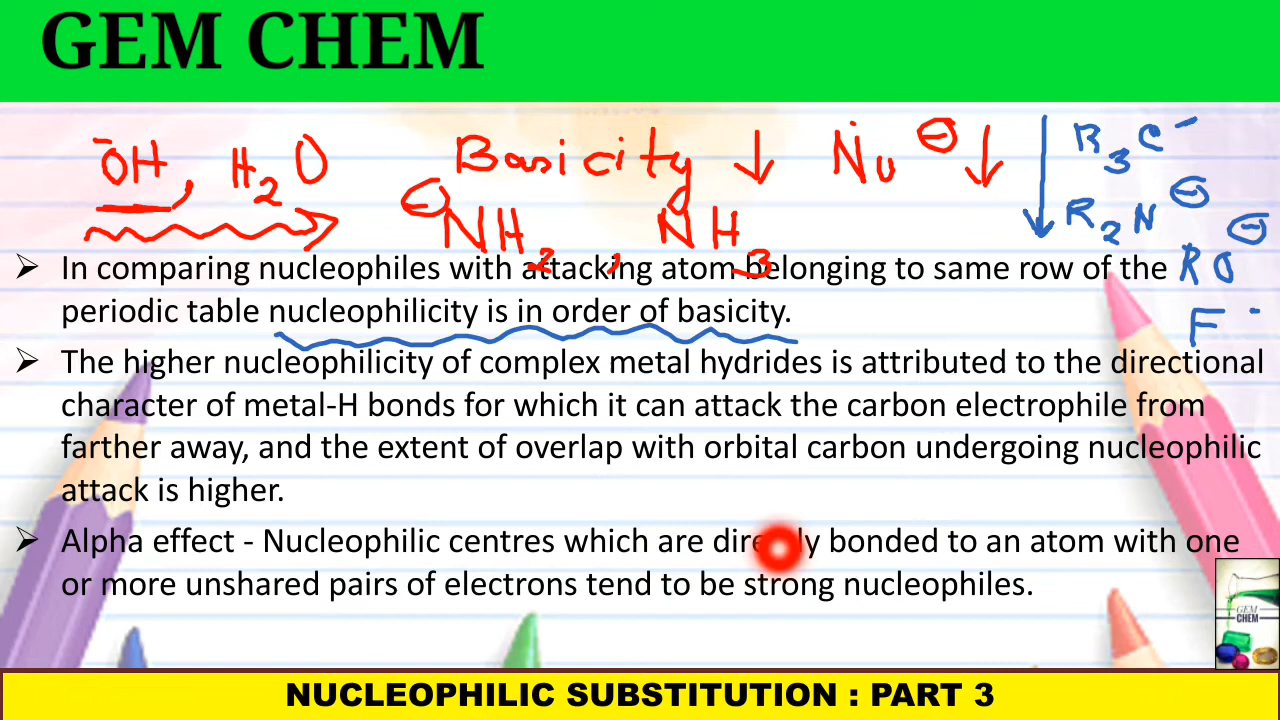 GEM CHEM
⁻OH, H2O Basicity ↓ Nu⊖ ↓ R3C⁻
⊖NH2, NH3 R2N⊖
➢ In comparing nucleophiles with attacking atom belonging to same row of the RO⊖
periodic table nucleophilicity is in order of basicity. F⁻
➢ The higher nucleophilicity of complex metal hydrides is attributed to the directional
character of metal-H bonds for which it can attack the carbon electrophile from
farther away, and the extent of overlap with orbital carbon undergoing nucleophilic
attack is higher.
➢ Alpha effect - Nucleophilic centres which are directly bonded to an atom with one
or more unshared pairs of electrons tend to be strong nucleophiles.
GEM
CHEM
NUCLEOPHILIC SUBSTITUTION : PART 3